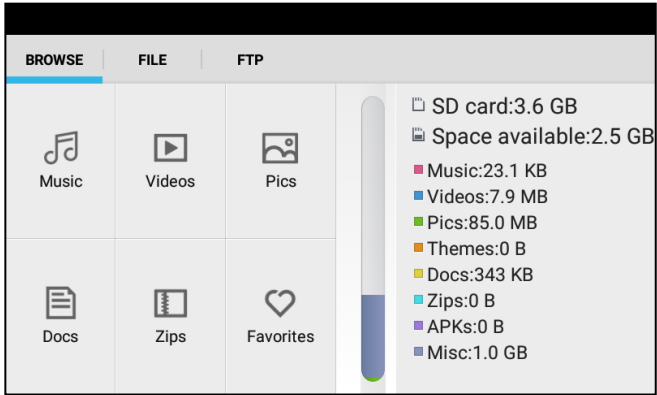 BROWSE FILE FTP
Music Videos Pics
Docs Zips Favorites
SD card:3.6 GB
Space available:2.5 GB
Music:23.1 KB
Videos:7.9 MB
Pics:85.0 MB
Themes:0 B
Docs:343 KB
Zips:0 B
APKs:0 B
Misc:1.0 GB